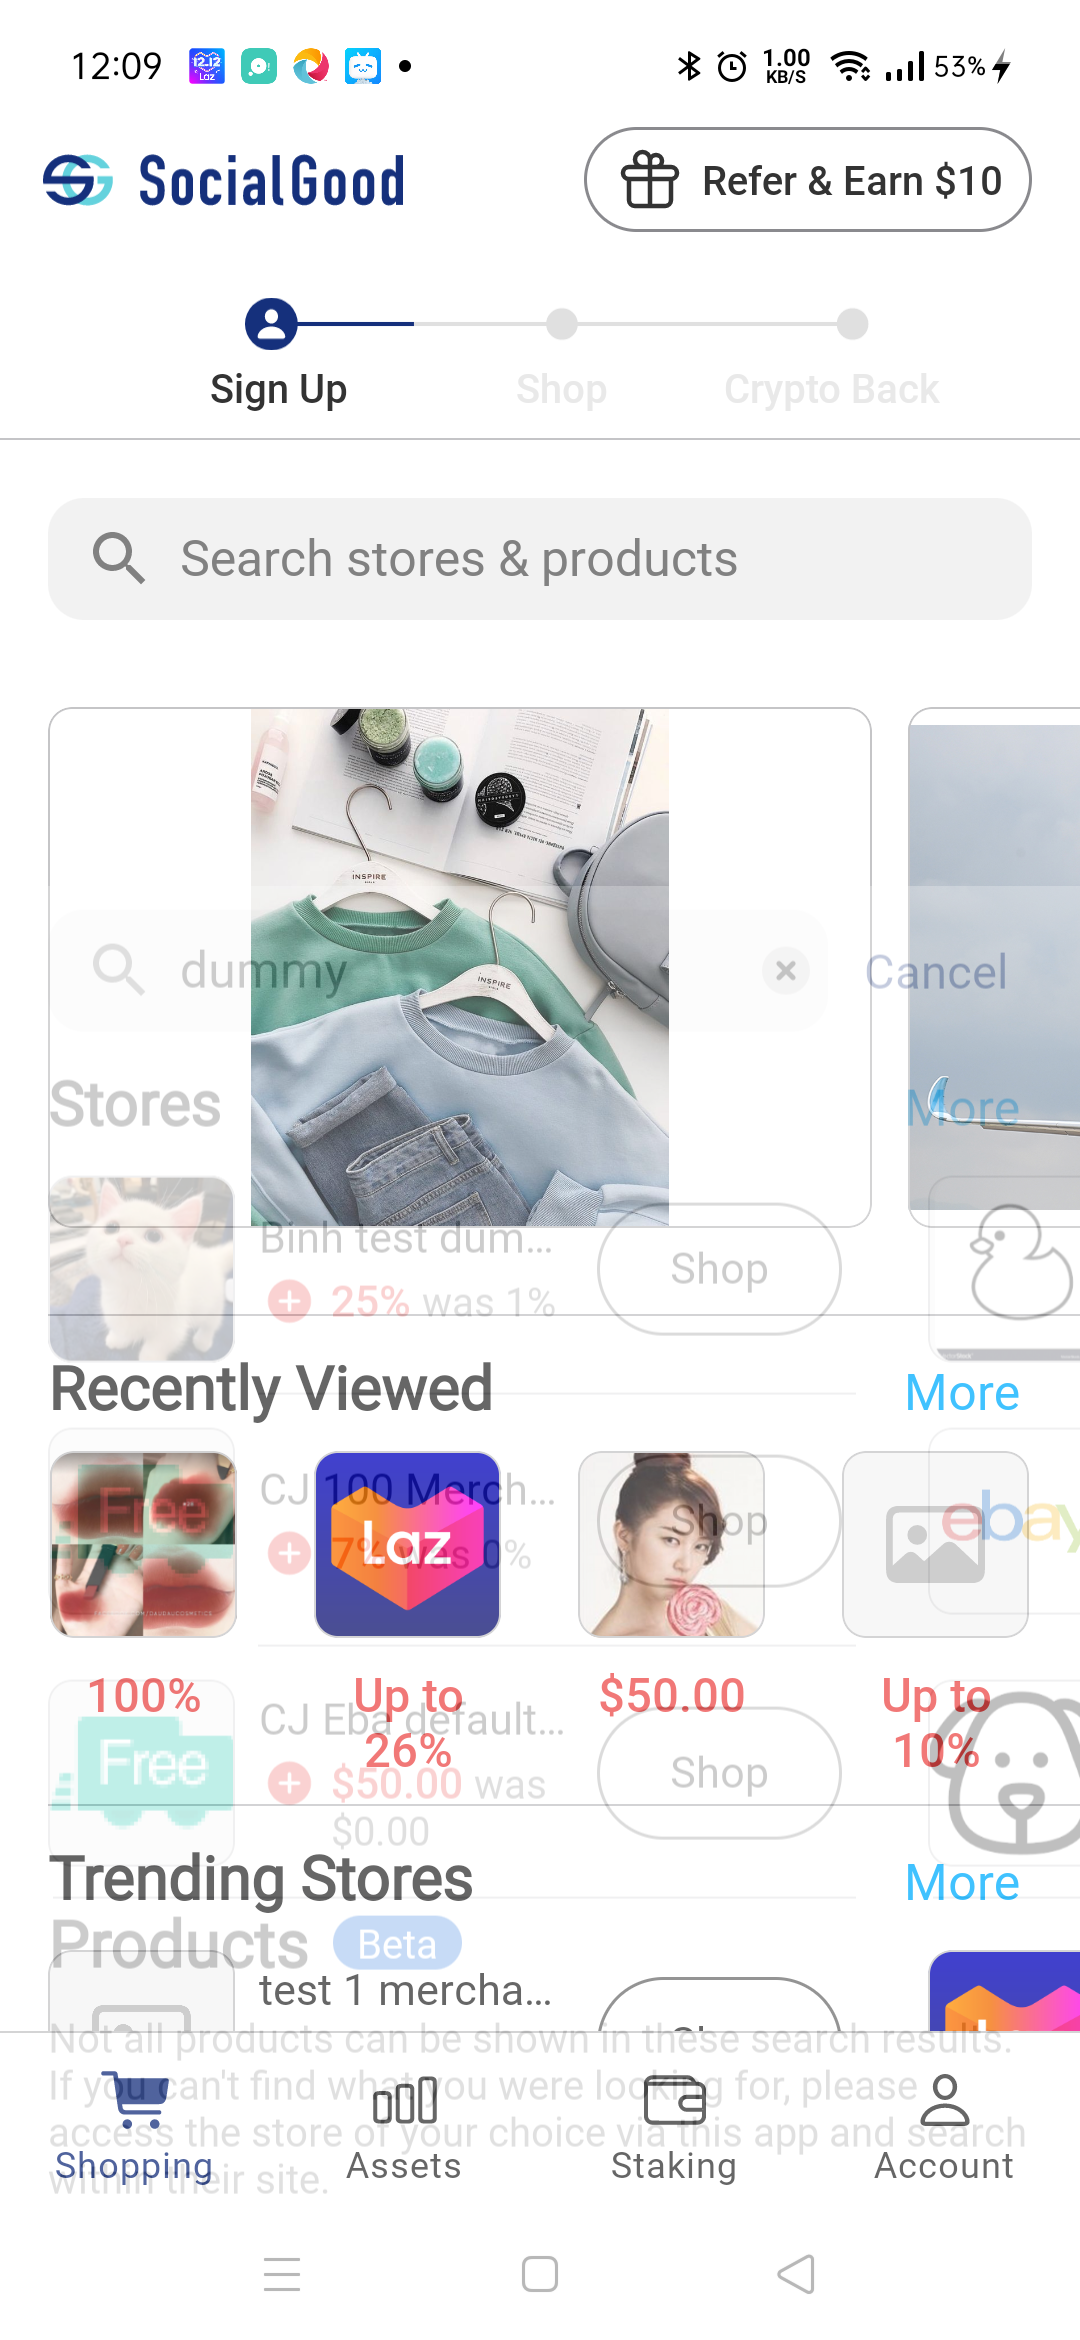 12:09
12.12
Laz
1.00
KB/S
53%
SocialGood
Refer & Earn $10
Sign Up
Shop
Crypto Back
Search stores & products
INSPIRE
INSPIRE
dummy
Cancel
Stores
More
Binh test dum...
Shop
25% was 1%
Recently Viewed
More
Free
CJ 100 Merch...
Laz
Shop
ebay
7% was 0%
100%
Up to
26%
$50.00
Up to
10%
Free
CJ Eba default...
Shop
$50.00 was
$0.00
Trending Stores
More
Products
Beta
test 1 mercha...
Not all products can be shown in these search results.
If you can't find what you were looking for, please
access the store of your choice via this app and search
within their site.
Shopping
Assets
Staking
Account